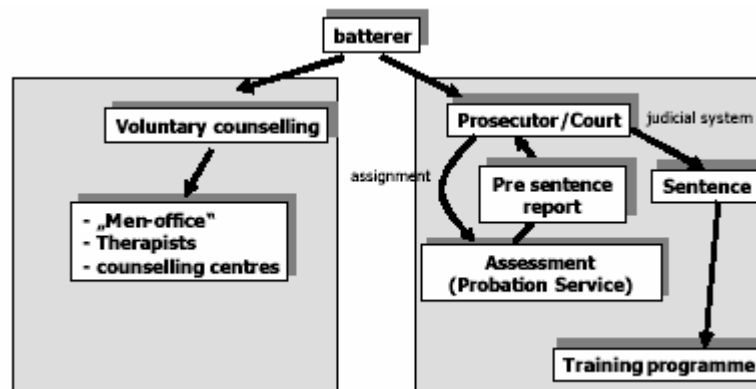 batterer
Voluntary counselling
- „Men-office“
- Therapists
- counselling centres
Prosecutor/Court
judicial system
assignment
Pre sentence
report
Sentence
Assessment
(Probation Service)
Training programme